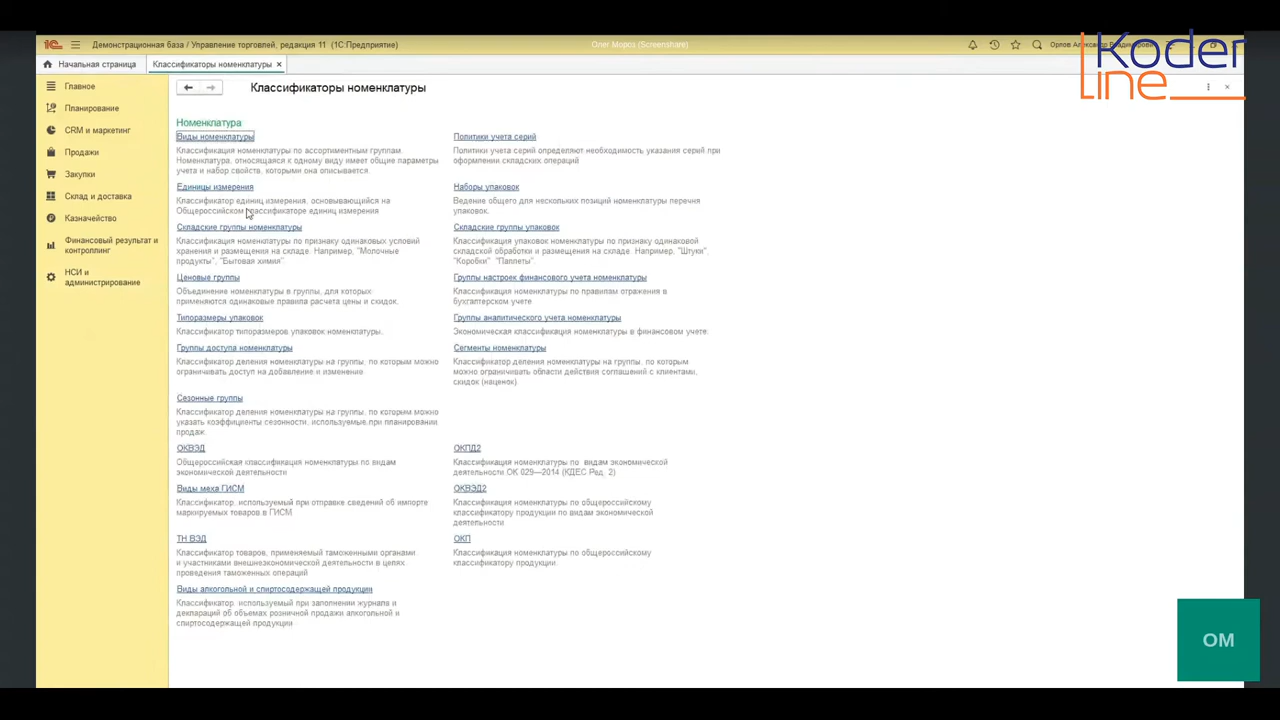 Демонстрационная база / Управление торговлей, редакция 11 (1С:Предприятие)
Олег Мороз (Screenshare)
Орлов Александр Владимирович
Koder
line
Начальная страница
Классификаторы номенклатуры ×
Главное
Планирование
CRM и маркетинг
Продажи
Закупки
Склад и доставка
Казначейство
Финансовый результат и
контроллинг
НСИ и
администрирование
Классификаторы номенклатуры
Номенклатура
Виды номенклатуры
Классификация номенклатуры по ассортиментным группам.
Номенклатура, относящаяся к одному виду имеет общие параметры
учета и набор свойств, которыми она описывается.
Единицы измерения
Классификатор единиц измерения, основывающийся на
Общероссийском классификаторе единиц измерения
Складские группы номенклатуры
Классификация номенклатуры по признаку одинаковых условий
хранения и размещения на складе. Например, "Молочные
продукты", "Бытовая химия".
Ценовые группы
Объединение номенклатуры в группы, для которых
применяются одинаковые правила расчета цены и скидок.
Типоразмеры упаковок
Классификатор типоразмеров упаковок номенклатуры.
Группы доступа номенклатуры
Классификатор деления номенклатуры на группы, по которым можно
ограничивать доступ на добавление и изменение
Сезонные группы
Классификатор деления номенклатуры на группы, по которым можно
указать коэффициенты сезонности, используемые при планировании
продаж
ОКВЭД
Общероссийская классификация номенклатуры по видам
экономической деятельности
Виды меха ГИСМ
Классификатор, используемый при отправке сведений об импорте
маркируемых товаров в ГИСМ
ТН ВЭД
Классификатор товаров, применяемый таможенными органами
и участниками внешнеэкономической деятельности в целях
проведения таможенных операций
Виды алкогольной и спиртосодержащей продукции
Классификатор, используемый при заполнении журнала и
деклараций об объемах розничной продажи алкогольной и
спиртосодержащей продукции
Политики учета серий
Политики учета серий определяют необходимость указания серий при
оформлении складских операций
Наборы упаковок
Ведение общего для нескольких позиций номенклатуры перечня
упаковок.
Складские группы упаковок
Классификация упаковок номенклатуры по признаку одинаковой
складской обработки и размещения на складе. Например, "Штуки",
"Коробки", "Паллеты".
Группы настроек финансового учета номенклатуры
Классификация номенклатуры по правилам отражения в
бухгалтерском учете
Группы аналитического учета номенклатуры
Экономическая классификация номенклатуры в финансовом учете.
Сегменты номенклатуры
Классификатор деления номенклатуры на группы, по которым
можно ограничивать области действия соглашений с клиентами,
скидок (наценок)
ОКПД2
Классификация номенклатуры по видам экономической
деятельности ОК 029—2014 (КДЕС Ред. 2)
ОКВЭД2
Классификация номенклатуры по общероссийскому
классификатору продукции по видам экономической
деятельности
ОКП
Классификация номенклатуры по общероссийскому
классификатору продукции
ОМ